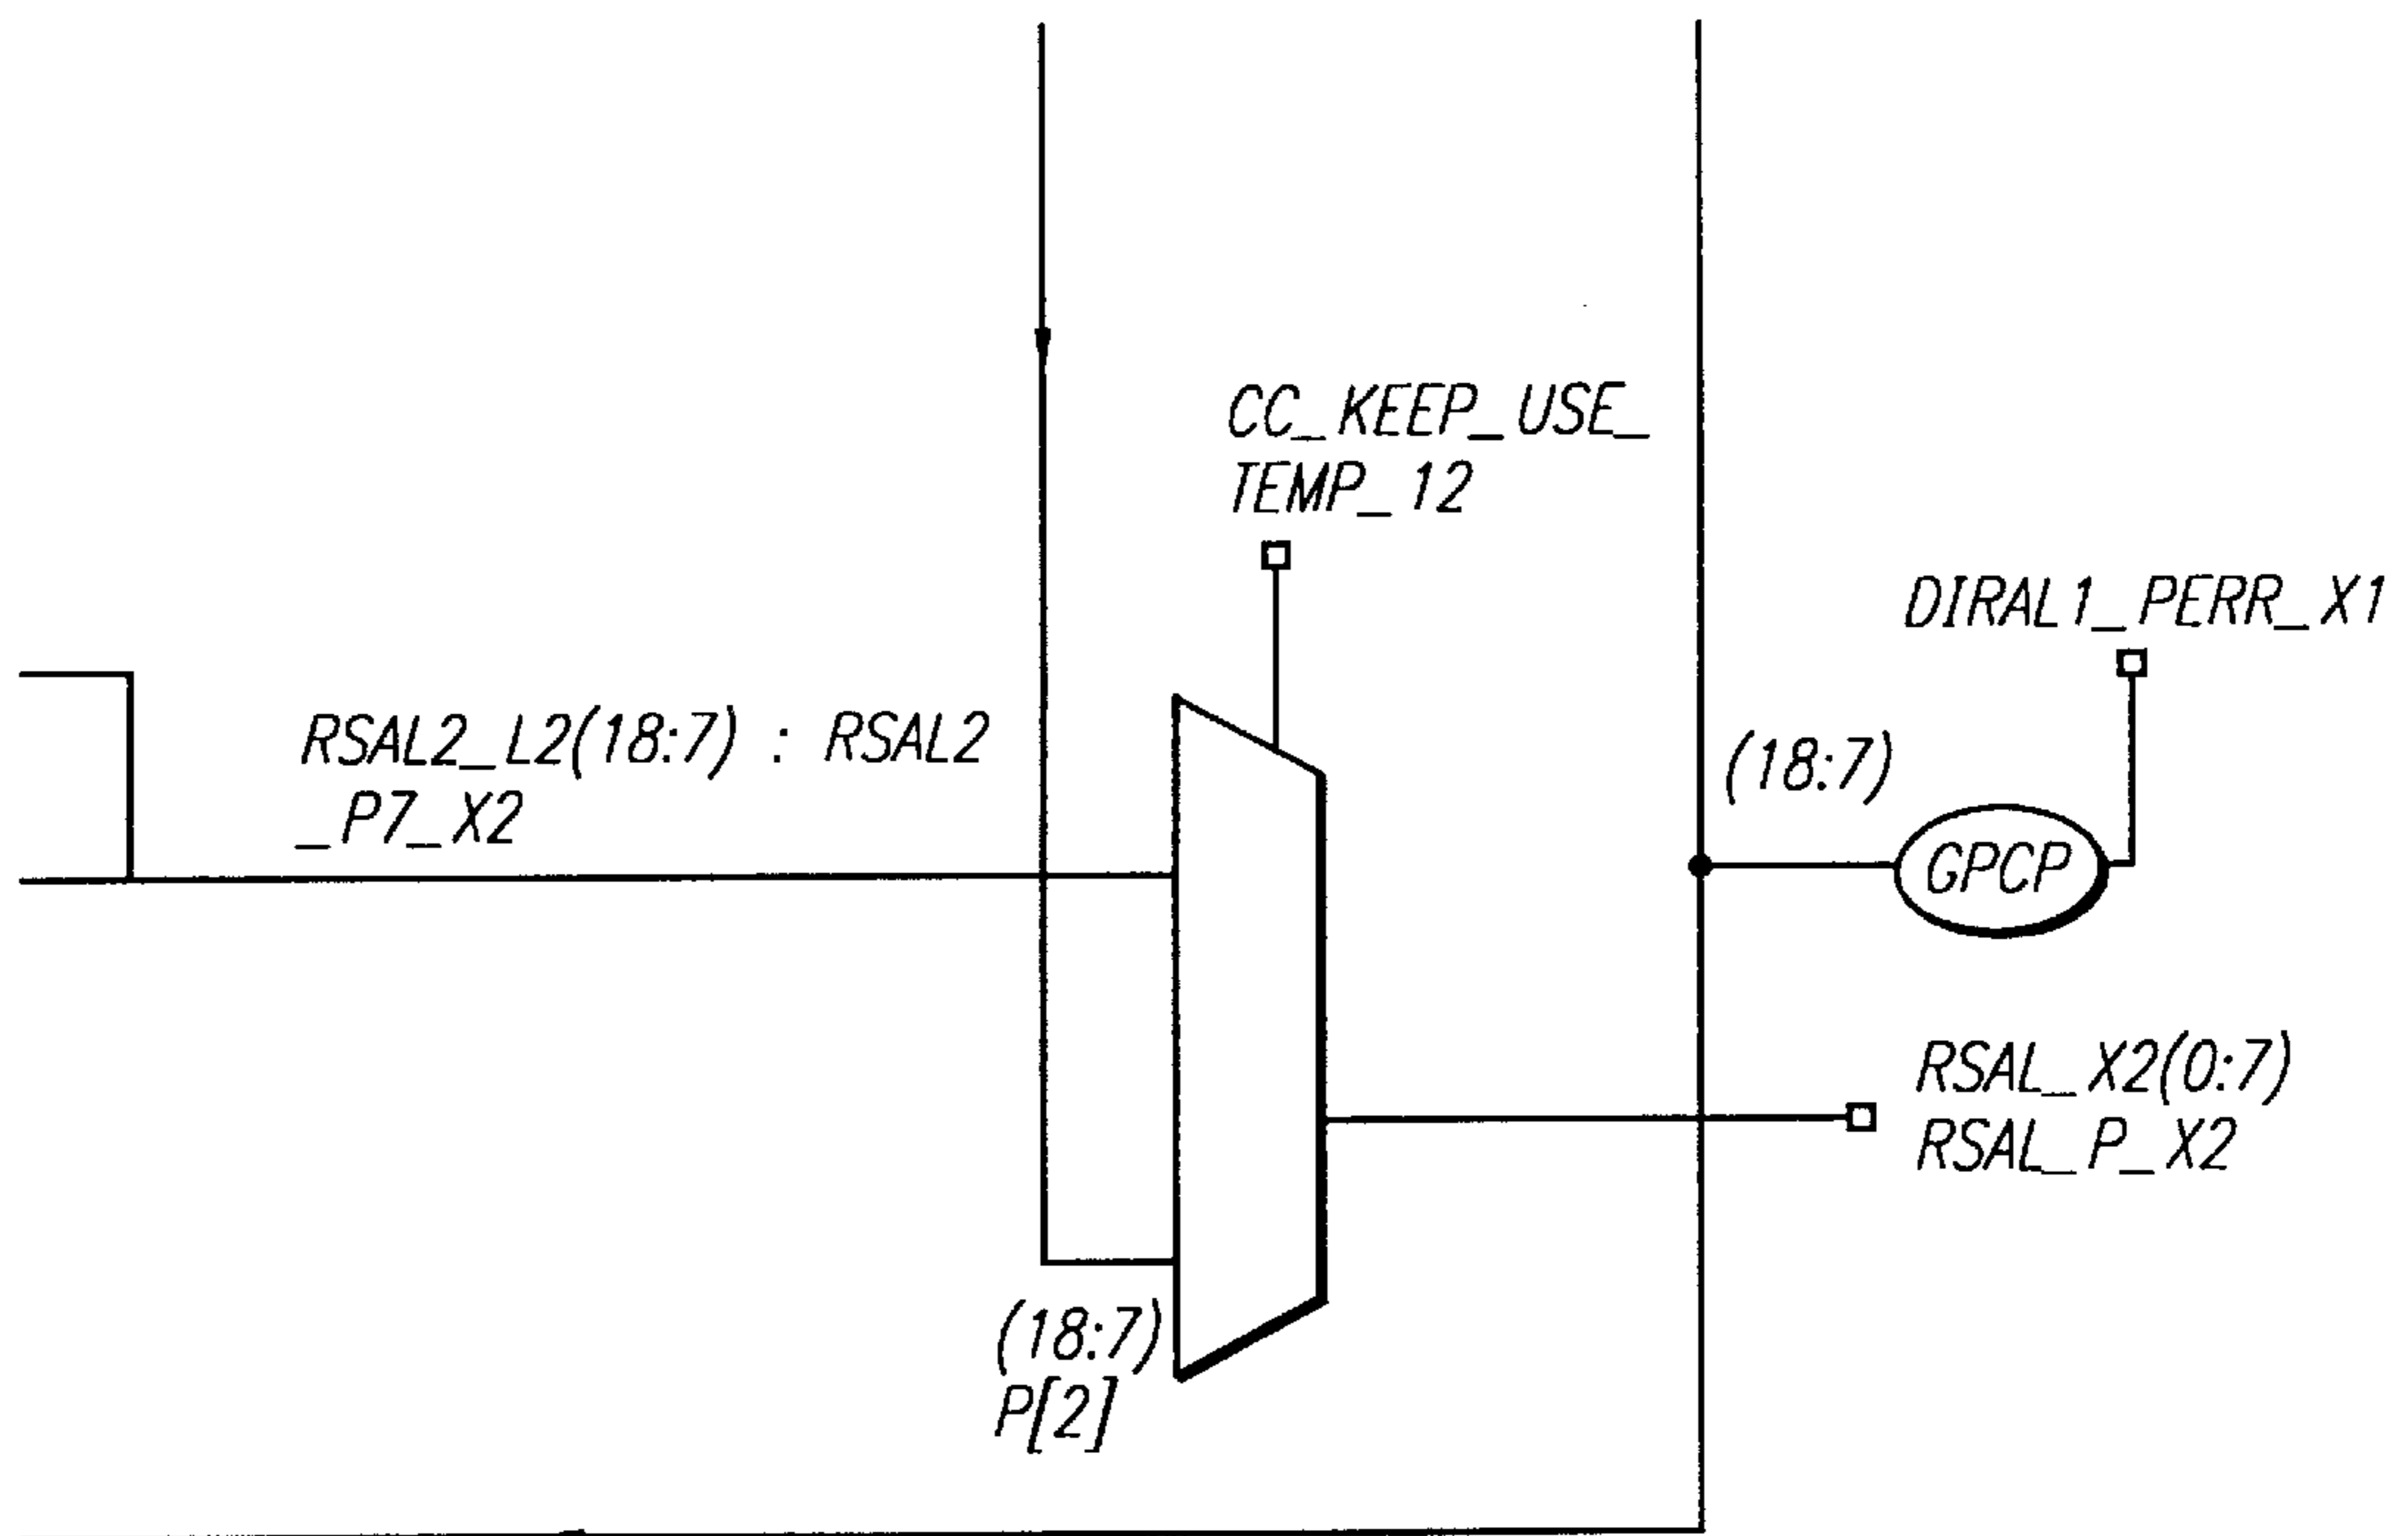 CC_KEEP_USE_
TEMP_12
DIRAL1_PERR_X1
RSAL2_L2(18:7) : RSAL2
_P7_X2
(18:7)
GPCP
RSAL_X2(0:7)
RSAL_P_X2
(18:7)
P[2]